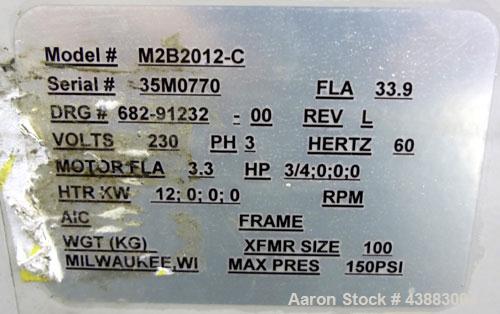 Model # M2B2012-C
Serial # 35M0770 FLA 33.9
DRG # 682-91232 - 00 REV L
VOLTS 230 PH 3 HERTZ 60
MOTOR FLA 3.3 HP 3/4;0;0;0
HTR KW 12; 0; 0; 0 RPM
AIC FRAME
WGT (KG) XFMR SIZE 100
MILWAUKEE,WI MAX PRES 150PSI
Aaron Stock #